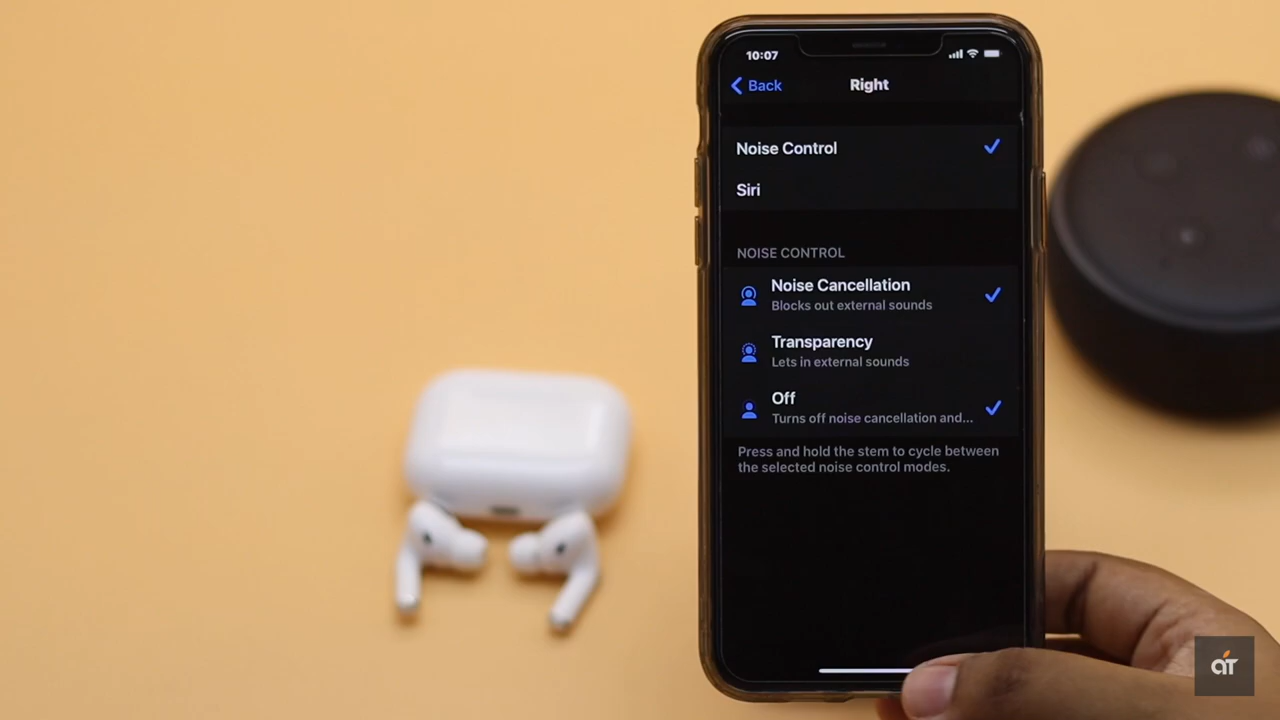 10:07
Back
Right
Noise Control
Siri
NOISE CONTROL
Noise Cancellation
Blocks out external sounds
Transparency
Lets in external sounds
Off
Turns off noise cancellation and...
Press and hold the stem to cycle between
the selected noise control modes.
aT